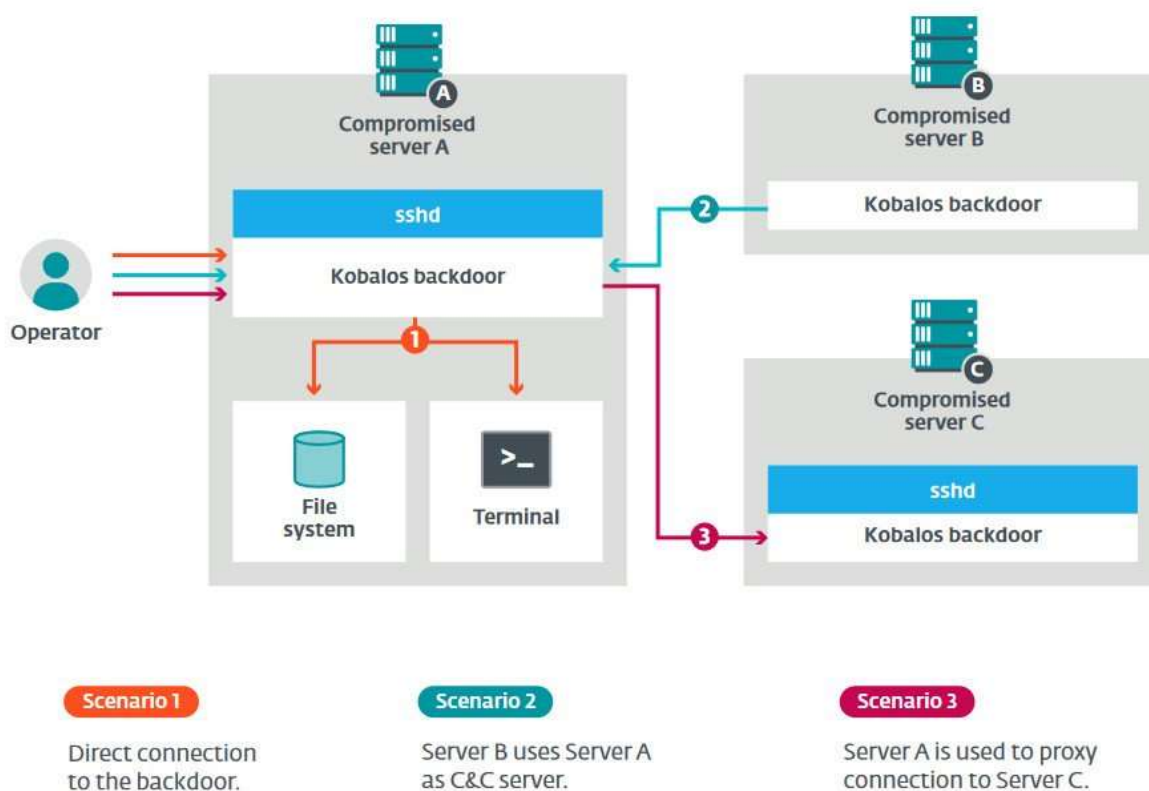 A
Compromised
server A
sshd
Kobalos backdoor
Operator
1
File
system
>_
Terminal
B
Compromised
server B
Kobalos backdoor
2
C
Compromised
server C
sshd
Kobalos backdoor
3
Scenario 1
Direct connection
to the backdoor.
Scenario 2
Server B uses Server A
as C&C server.
Scenario 3
Server A is used to proxy
connection to Server C.